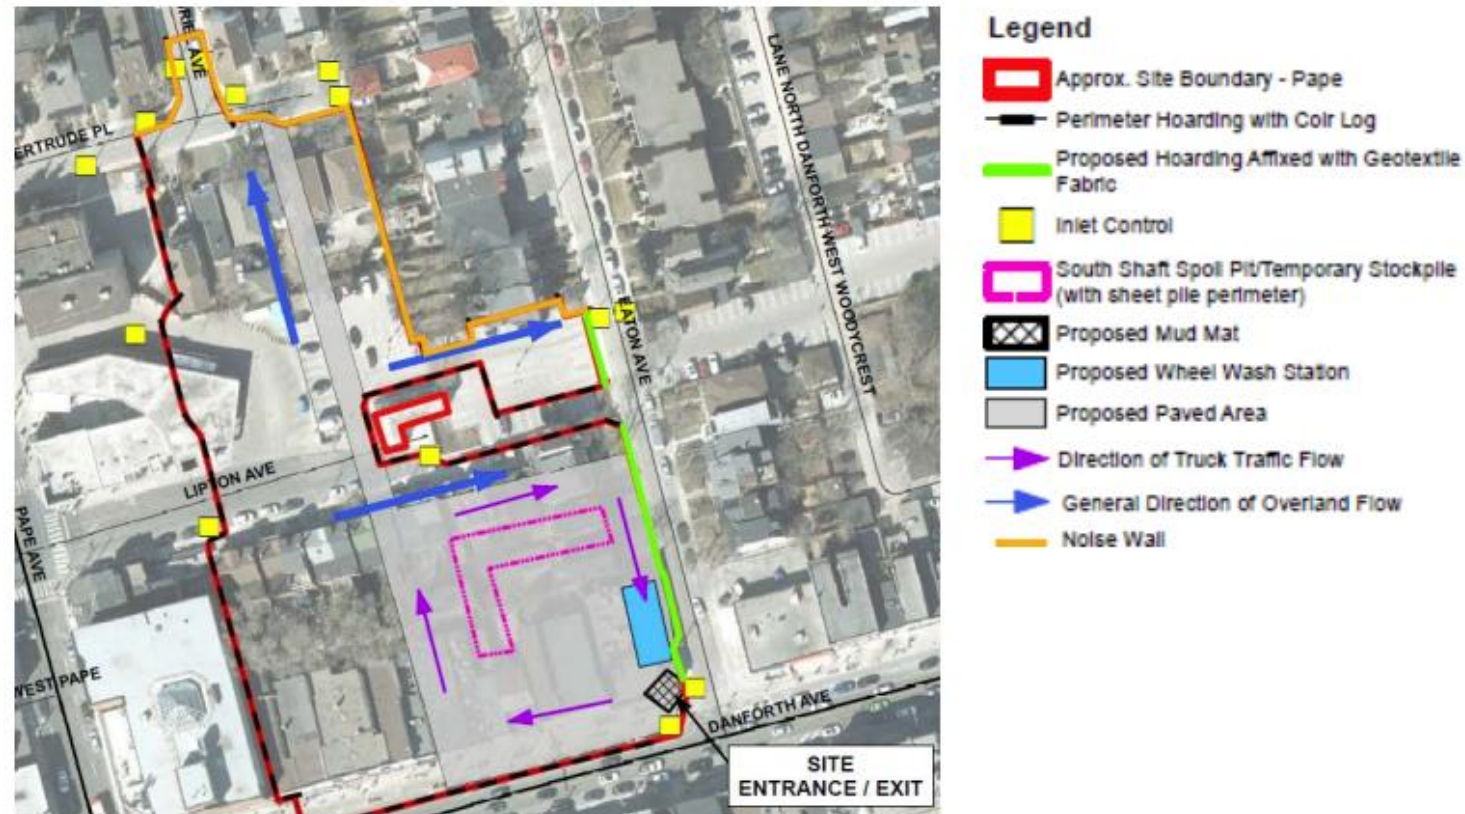 RIE AVE
ERTRUDE PL
LANE NORTH DANFORTH WEST WOODYCREST
EATON AVE
LIPTON AVE
PAPE AVE
WEST PAPE
DANFORTH AVE
SITE
ENTRANCE / EXIT
Legend
Approx. Site Boundary - Pape
Perimeter Hoarding with Coir Log
Proposed Hoarding Affixed with Geotextile
Fabric
Inlet Control
South Shaft Spoil Pit/Temporary Stockpile
(with sheet pile perimeter)
Proposed Mud Mat
Proposed Wheel Wash Station
Proposed Paved Area
Direction of Truck Traffic Flow
General Direction of Overland Flow
Noise Wall